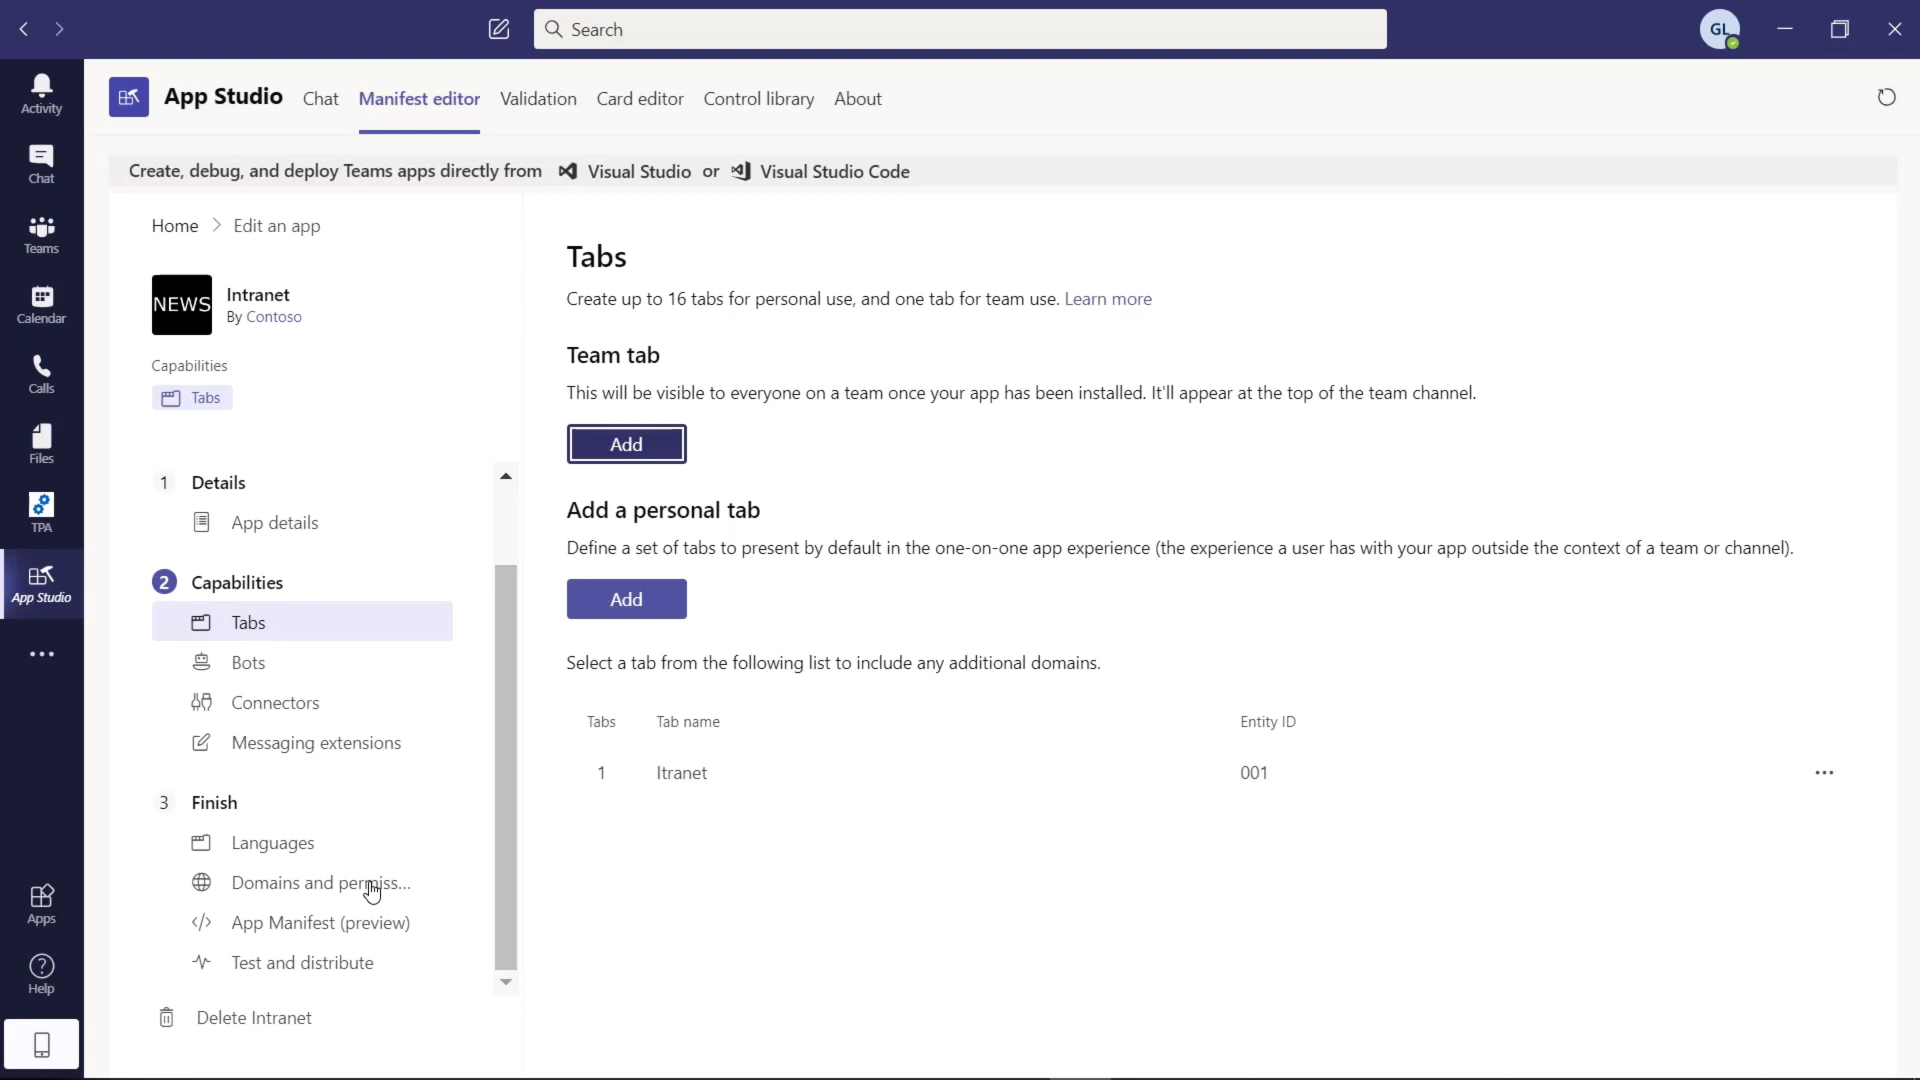 Search
GL
Activity
Chat
Teams
Calendar
Calls
Files
TPA
App Studio
Apps
Help
App Studio Chat Manifest editor Validation Card editor Control library About
Create, debug, and deploy Teams apps directly from Visual Studio or Visual Studio Code
Home > Edit an app
NEWS
Intranet
By Contoso
Capabilities
Tabs
1 Details
App details
2 Capabilities
Tabs
Bots
Connectors
Messaging extensions
3 Finish
Languages
Domains and permiss...
App Manifest (preview)
Test and distribute
Delete Intranet
Tabs
Create up to 16 tabs for personal use, and one tab for team use. Learn more
Team tab
This will be visible to everyone on a team once your app has been installed. It'll appear at the top of the team channel.
Add
Add a personal tab
Define a set of tabs to present by default in the one-on-one app experience (the experience a user has with your app outside the context of a team or channel).
Add
Select a tab from the following list to include any additional domains.
Tabs Tab name Entity ID
1 Itranet 001